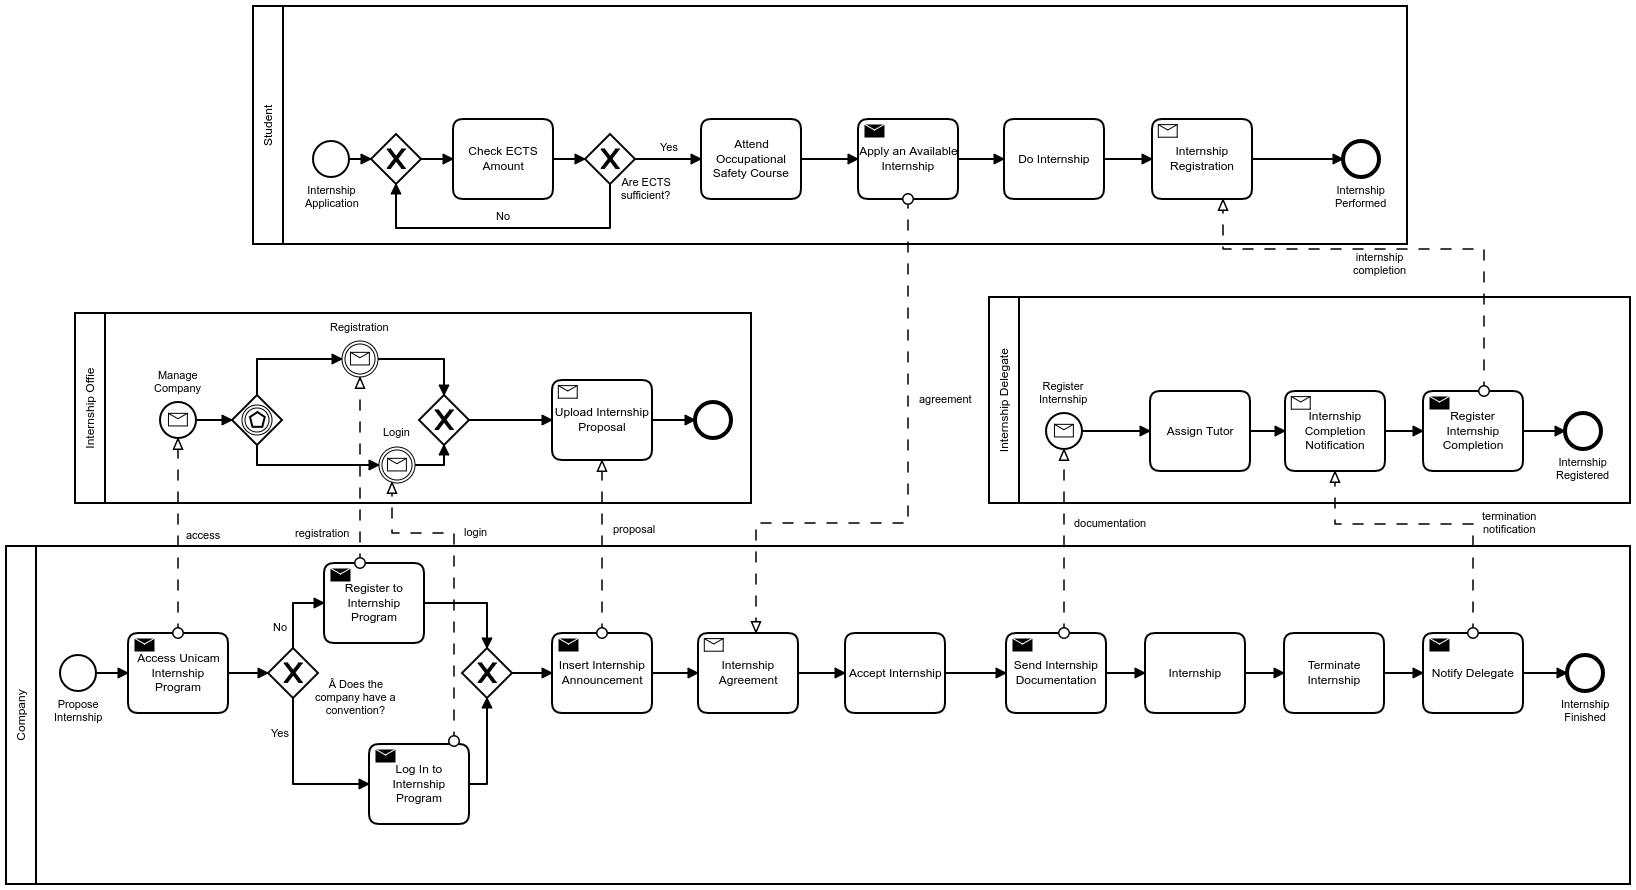 Student
Internship
Application
Check ECTS
Amount
No
Are ECTS
sufficient?
Yes
Attend
Occupational
Safety Course
Apply an Available
Internship
Do Internship
Internship
Registration
Internship
Performed
internship
completion
agreement
Internship Offie
Manage
Company
Registration
Login
Upload Internship
Proposal
Internship Delegate
Register
Internship
Assign Tutor
Internship
Completion
Notification
Register
Internship
Completion
Internship
Registered
access
registration
login
proposal
documentation
termination
notification
Company
Propose
Internship
Access Unicam
Internship
Program
No
Yes
Â Does the
company have a
convention?
Register to
Internship
Program
Log In to
Internship
Program
Insert Internship
Announcement
Internship
Agreement
Accept Internship
Send Internship
Documentation
Internship
Terminate
Internship
Notify Delegate
Internship
Finished